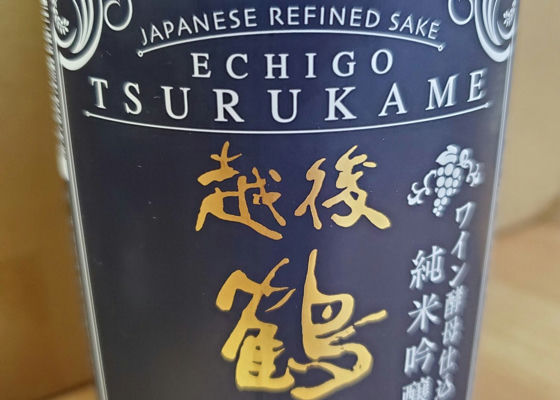 JAPANESE REFINED SAKE
ECHIGO
TSURUKAME
越後
鶴
ワイン酵母仕込
純米吟醸